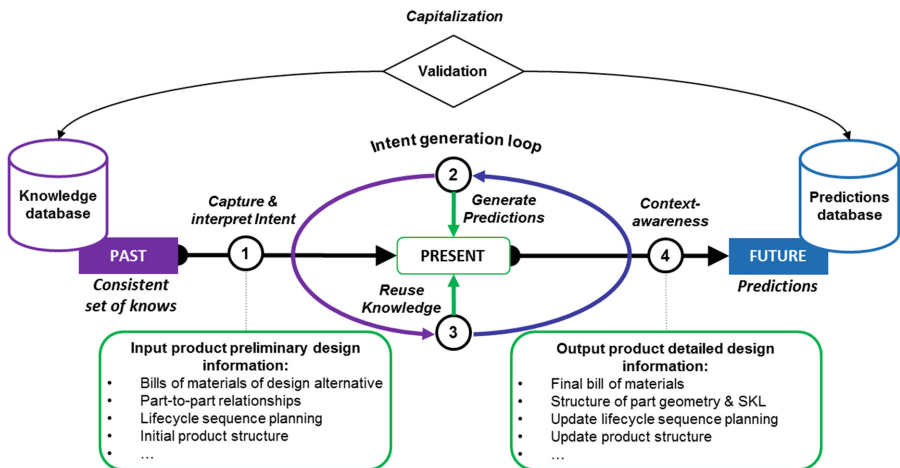 Capitalization
Validation
Intent generation loop
Knowledge
database
Capture &
interpret Intent
2
Generate
Predictions
Context-
awareness
Predictions
database
PAST
1
PRESENT
4
FUTURE
Consistent
set of knows
Reuse
Knowledge
3
Predictions
Input product preliminary design
information:
• Bills of materials of design alternative
• Part-to-part relationships
• Lifecycle sequence planning
• Initial product structure
• ...
Output product detailed design
information:
• Final bill of materials
• Structure of part geometry & SKL
• Update lifecycle sequence planning
• Update product structure
• ...